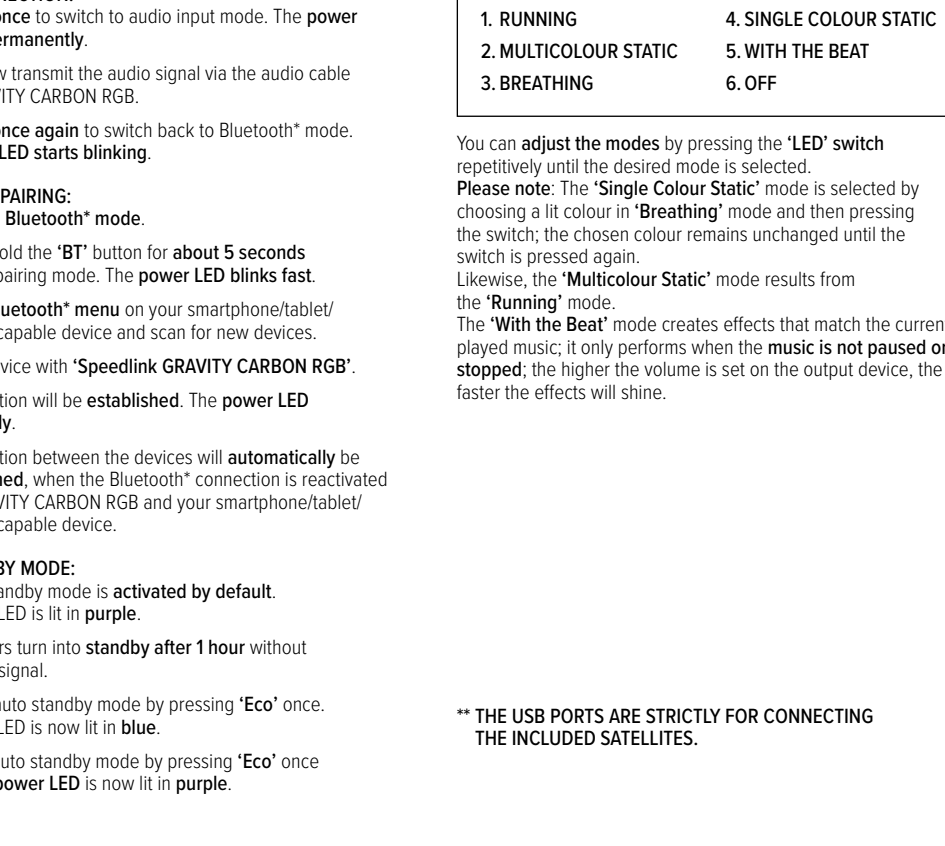 once to switch to audio input mode. The power
ermanently.
w transmit the audio signal via the audio cable
VITY CARBON RGB.
once again to switch back to Bluetooth* mode.
LED starts blinking.
PAIRING:
Bluetooth* mode.
old the ‘BT’ button for about 5 seconds
pairing mode. The power LED blinks fast.
uetooth* menu on your smartphone/tablet/
capable device and scan for new devices.
vice with ‘Speedlink GRAVITY CARBON RGB’.
tion will be established. The power LED
ly.
tion between the devices will automatically be
hed, when the Bluetooth* connection is reactivated
VITY CARBON RGB and your smartphone/tablet/
capable device.
BY MODE:
andby mode is activated by default.
LED is lit in purple.
rs turn into standby after 1 hour without
signal.
auto standby mode by pressing ‘Eco’ once.
LED is now lit in blue.
uto standby mode by pressing ‘Eco’ once
power LED is now lit in purple.
1. RUNNING
2. MULTICOLOUR STATIC
3. BREATHING
4. SINGLE COLOUR STATIC
5. WITH THE BEAT
6. OFF
You can adjust the modes by pressing the ‘LED’ switch
repetitively until the desired mode is selected.
Please note: The ‘Single Colour Static’ mode is selected by
choosing a lit colour in ‘Breathing’ mode and then pressing
the switch; the chosen colour remains unchanged until the
switch is pressed again.
Likewise, the ‘Multicolour Static’ mode results from
the ‘Running’ mode.
The ‘With the Beat’ mode creates effects that match the curren
played music; it only performs when the music is not paused or
stopped; the higher the volume is set on the output device, the
faster the effects will shine.
** THE USB PORTS ARE STRICTLY FOR CONNECTING
THE INCLUDED SATELLITES.